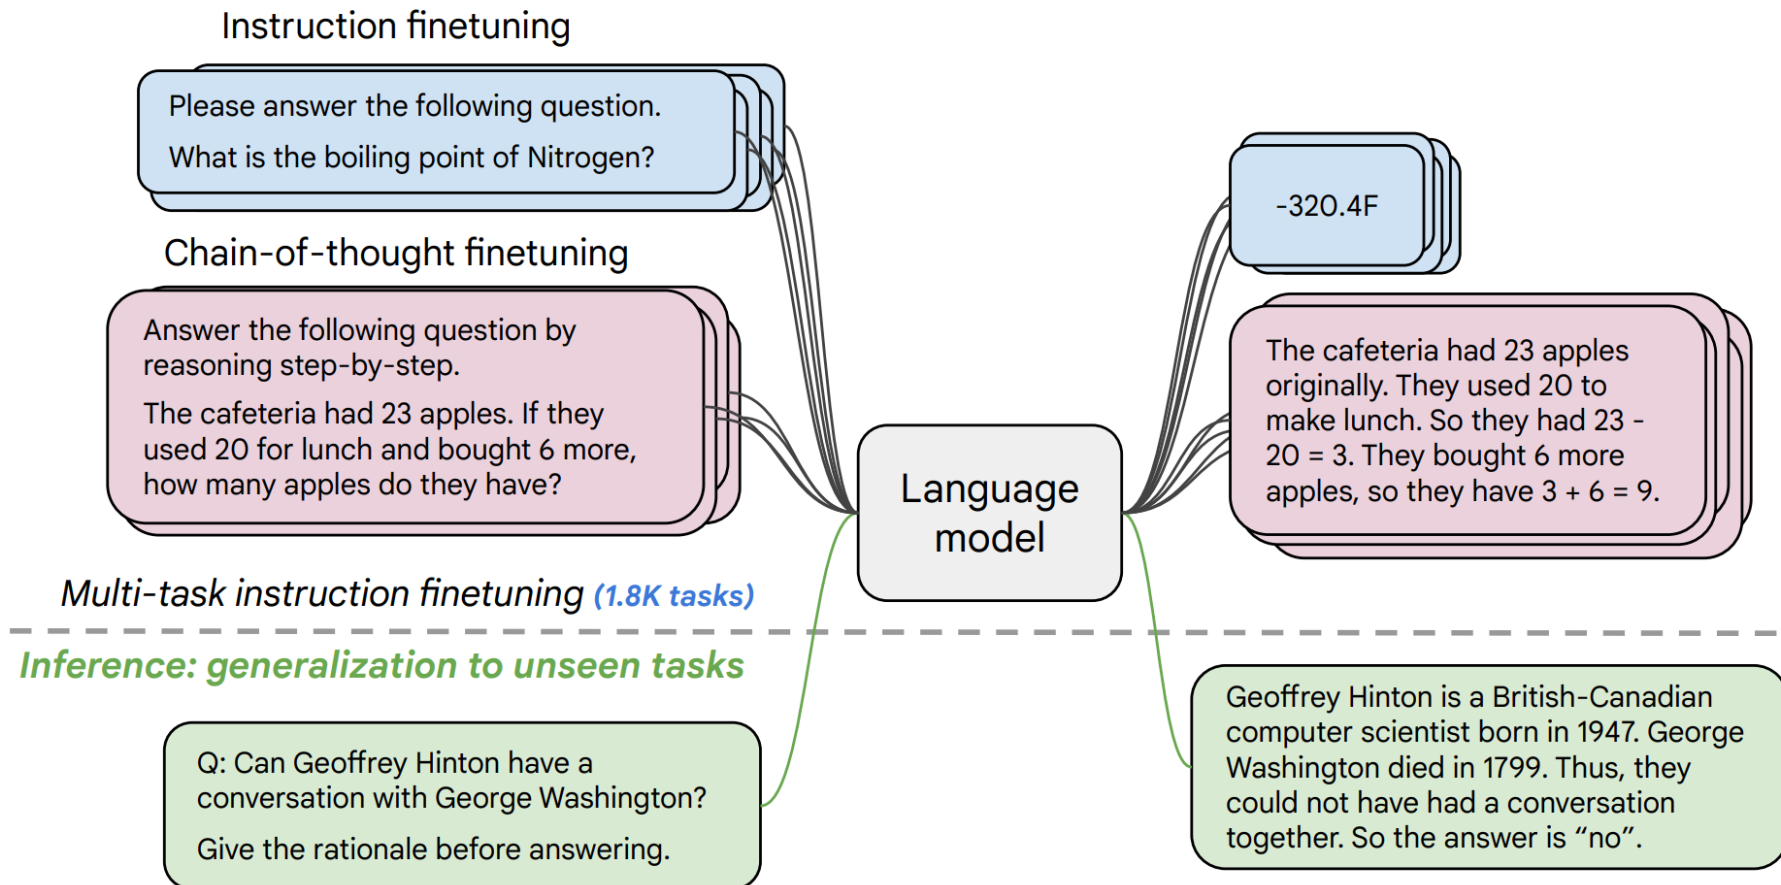 Instruction finetuning
Please answer the following question.
What is the boiling point of Nitrogen?
-320.4F
Chain-of-thought finetuning
Answer the following question by
reasoning step-by-step.
The cafeteria had 23 apples. If they
used 20 for lunch and bought 6 more,
how many apples do they have?
The cafeteria had 23 apples
originally. They used 20 to
make lunch. So they had 23 -
20 = 3. They bought 6 more
apples, so they have 3 + 6 = 9.
Language
model
Multi-task instruction finetuning (1.8K tasks)
Inference: generalization to unseen tasks
Q: Can Geoffrey Hinton have a
conversation with George Washington?
Give the rationale before answering.
Geoffrey Hinton is a British-Canadian
computer scientist born in 1947. George
Washington died in 1799. Thus, they
could not have had a conversation
together. So the answer is “no”.